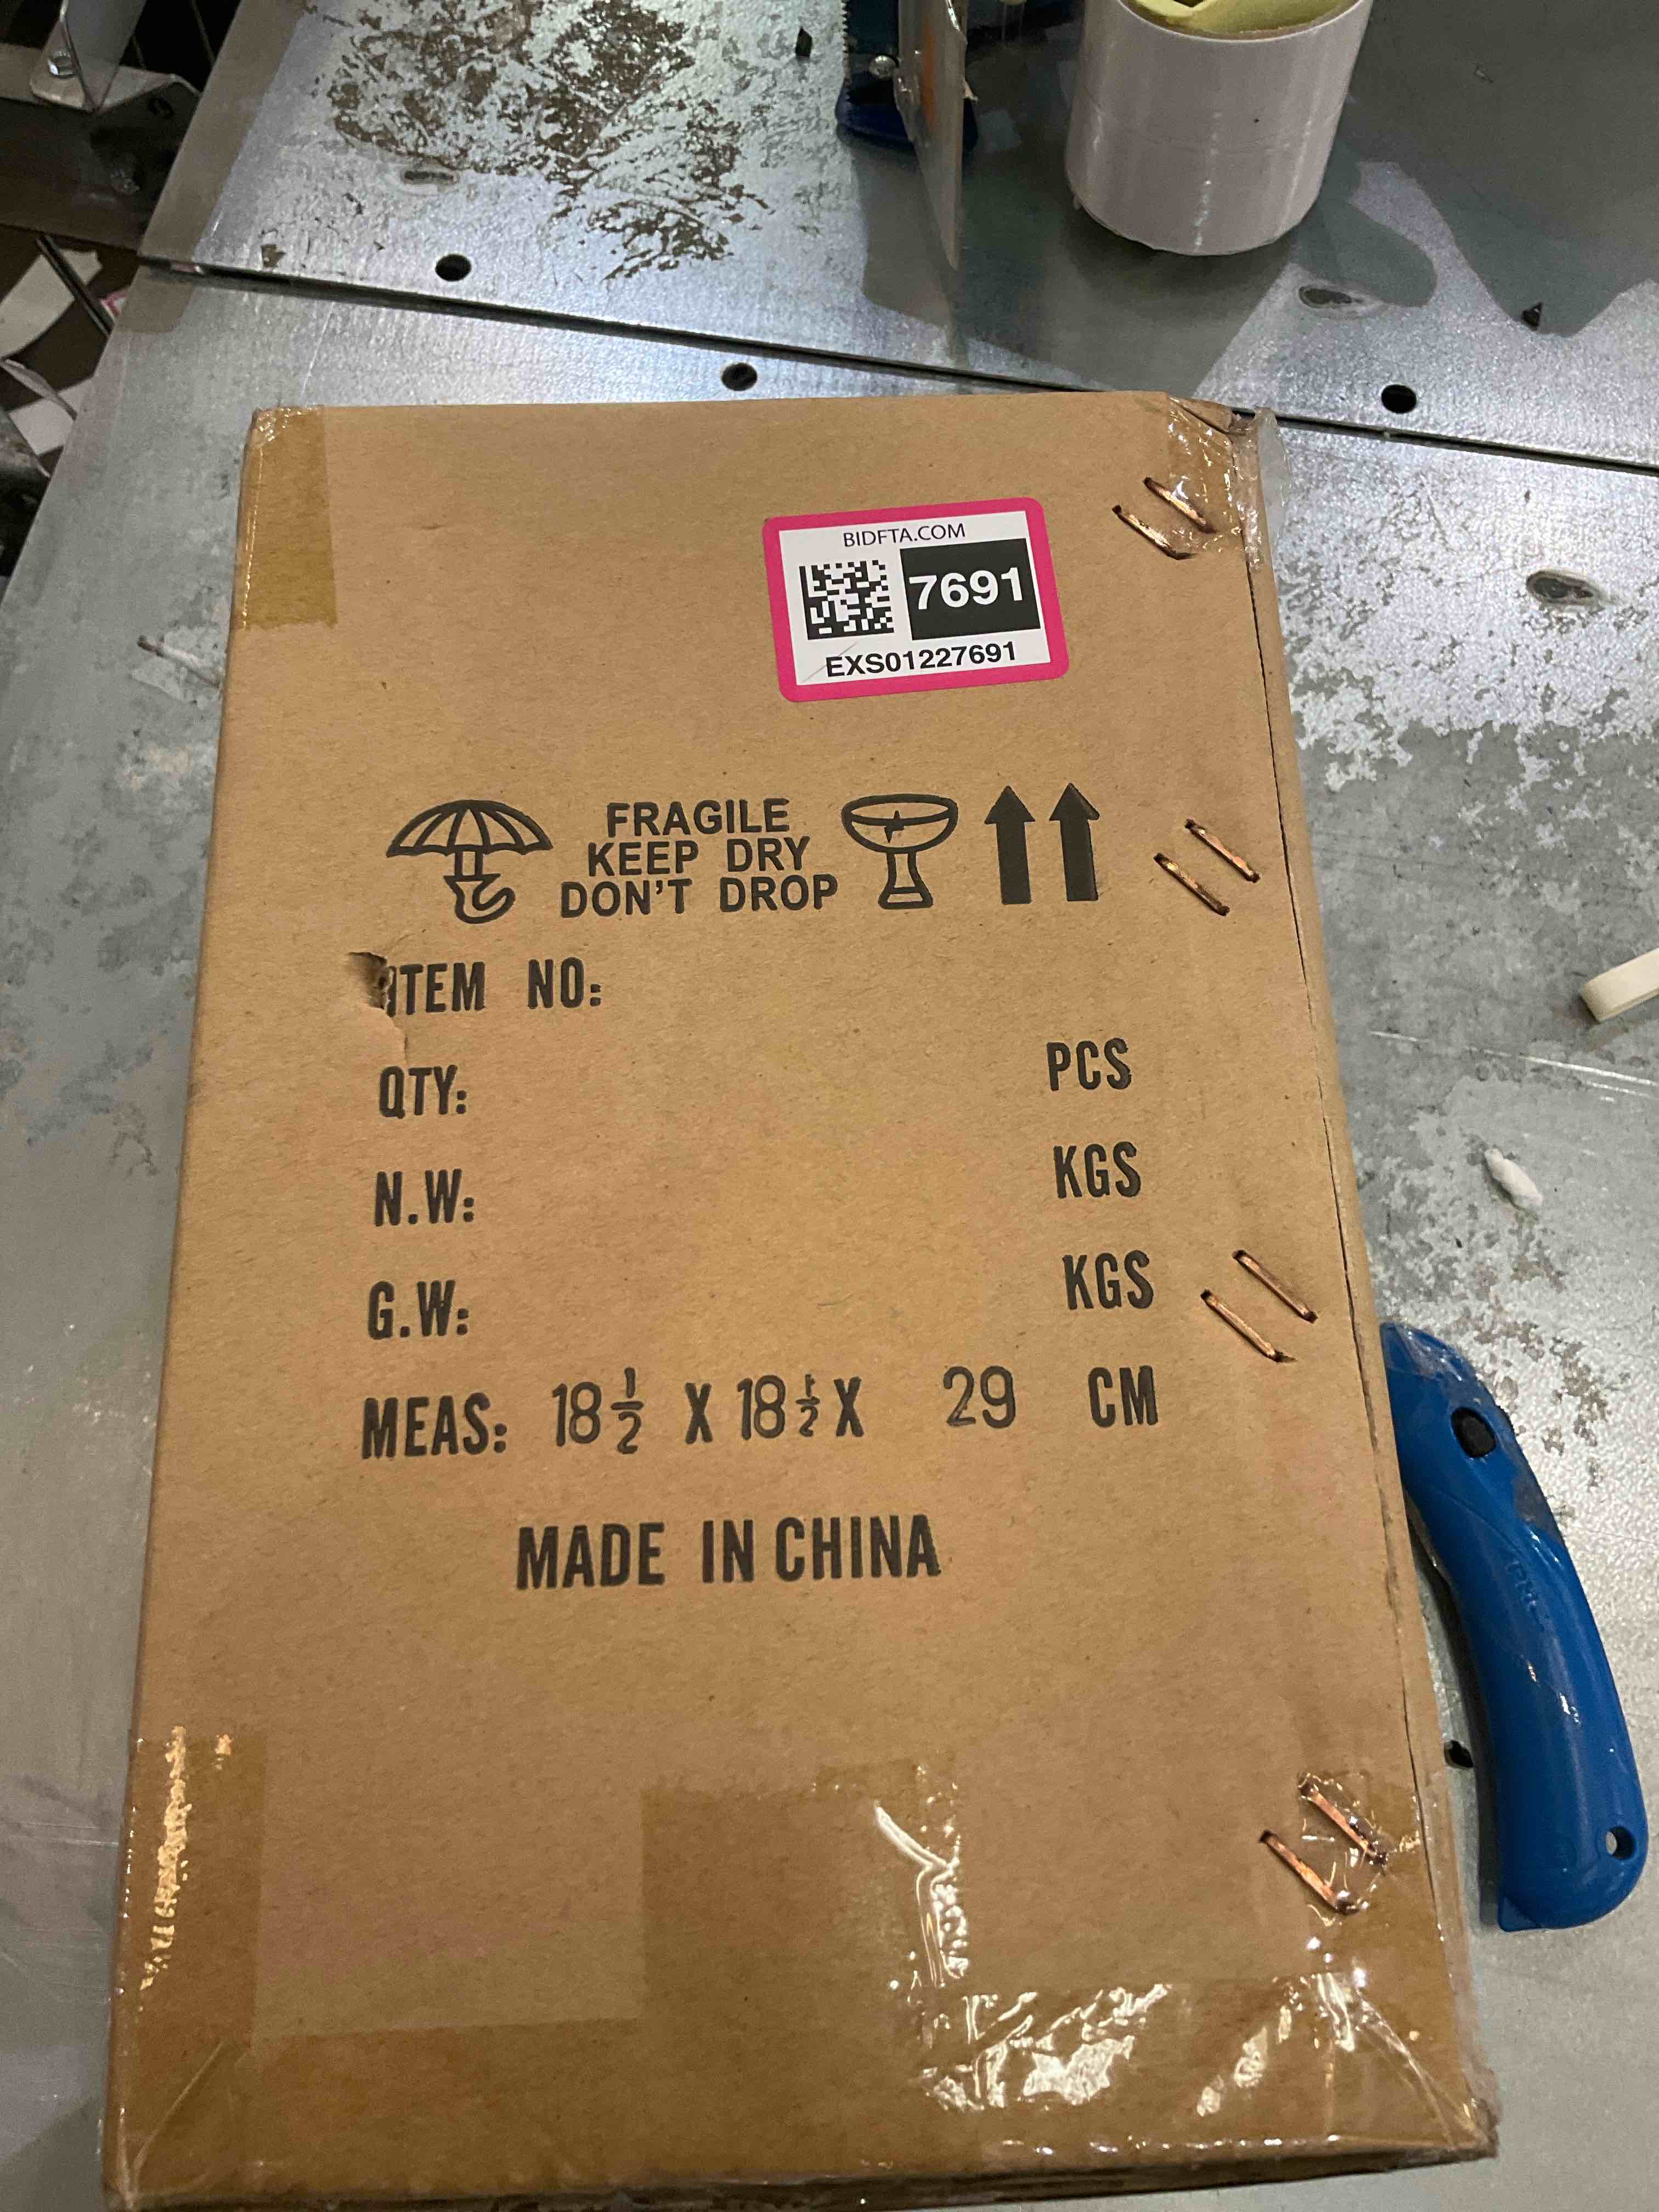 BIDFTA.COM
7691
EXS01227691
FRAGILE
KEEP DRY
DON'T DROP
ITEM NO:
QTY: PCS
N.W: KGS
G.W: KGS
MEAS: 18½ X 18½ X 29 CM
MADE IN CHINA